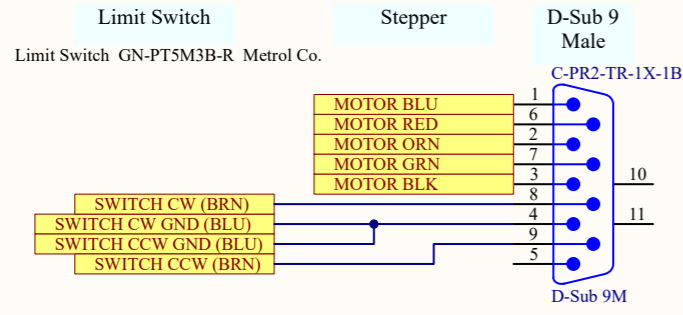 Limit Switch
Stepper
D-Sub 9
Male
Limit Switch GN-PT5M3B-R Metrol Co.
C-PR2-TR-1X-1B
MOTOR BLU
1
MOTOR RED
6
MOTOR ORN
2
MOTOR GRN
7
MOTOR BLK
3
10
SWITCH CW (BRN)
8
SWITCH CW GND (BLU)
4
11
SWITCH CCW GND (BLU)
9
SWITCH CCW (BRN)
5
D-Sub 9M